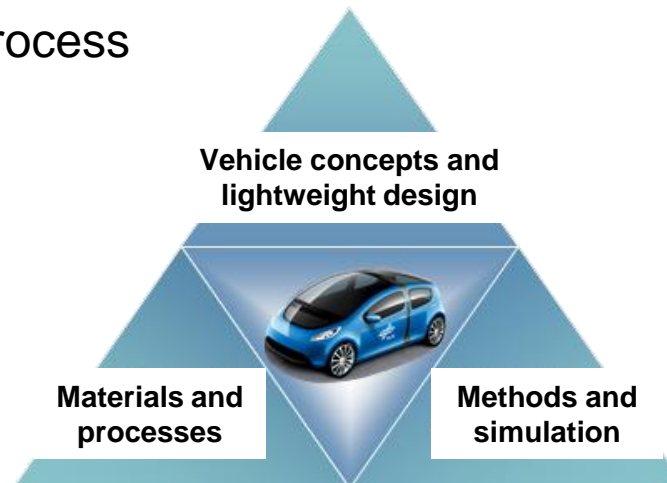 rocess
Vehicle concepts and
lightweight design
Materials and
processes
Methods and
simulation